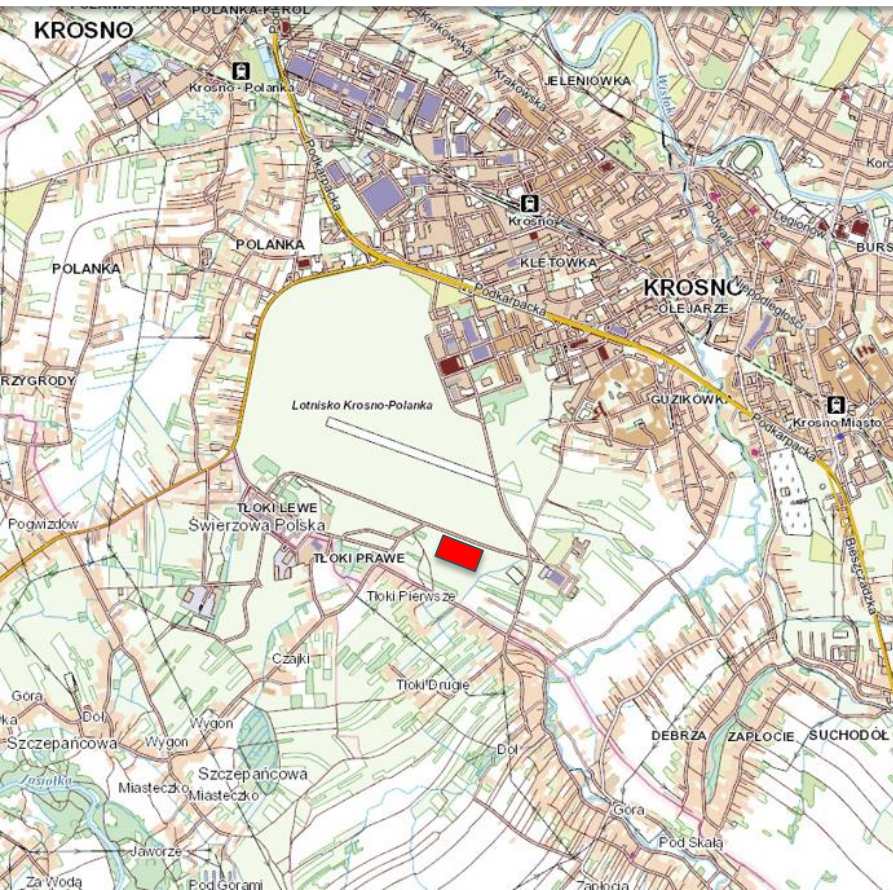 POLANKA-KAROL
KROSNO
Krosno - Polanka
Krakowska
Krakowska
JELENIOWKA
Wisłok
Podkarpacka
Krosno
Podwale
Legionów
BURS
Korc
POLANKA
POLANKA
KLETOWKA
KROSNO
Niepodległości
OLEJARZE
Podkarpacka
RZYGRODY
Lotnisko Krosno-Polanka
GUZIKÓWKA
Krosno Miasto
Podkarpacka
TŁOKI LEWE
Pogwizdów
Świerzowa Polska
TŁOKI PRAWE
Bieszczadzka
Tłoki Pierwsze
Czajki
Tłoki Drugie
Góra
Dół
Wygon
Szczepańcowa
Wygon
DEBRZA
ZAPŁOCIE
SUCHODÓŁ
Dół
Jasiołka
Szczepańcowa
Miasteczko
Miasteczko
Góra
Jaworze
Pod Skałą
Za Wodą
Pod Górami
Zapłocia